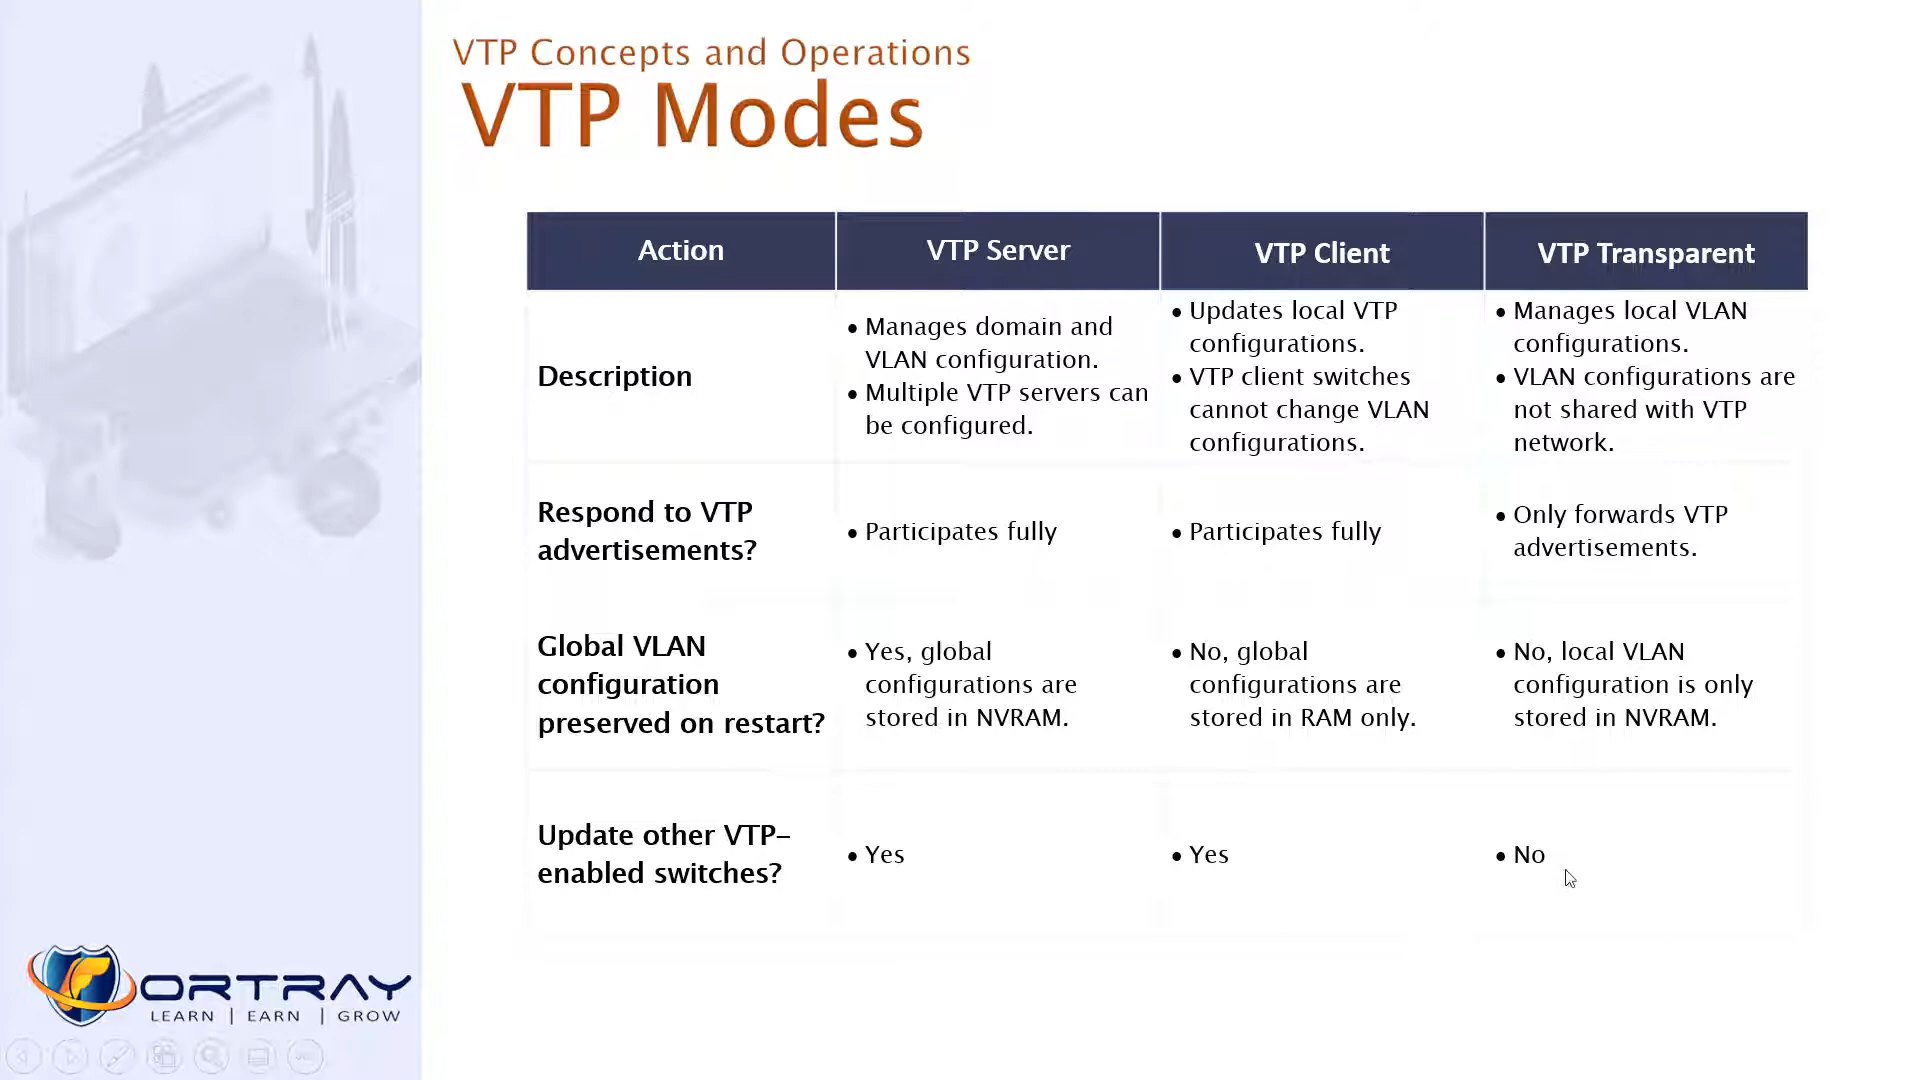 VTP Concepts and Operations
VTP Modes
Action
VTP Server
VTP Client
VTP Transparent
Description
• Manages domain and
VLAN configuration.
• Multiple VTP servers can
be configured.
• Updates local VTP
configurations.
• VTP client switches
cannot change VLAN
configurations.
• Manages local VLAN
configurations.
• VLAN configurations are
not shared with VTP
network.
Respond to VTP
advertisements?
• Participates fully
• Participates fully
• Only forwards VTP
advertisements.
Global VLAN
configuration
preserved on restart?
• Yes, global
configurations are
stored in NVRAM.
• No, global
configurations are
stored in RAM only.
• No, local VLAN
configuration is only
stored in NVRAM.
Update other VTP-
enabled switches?
• Yes
• Yes
• No
FORTRAY
LEARN | EARN | GROW